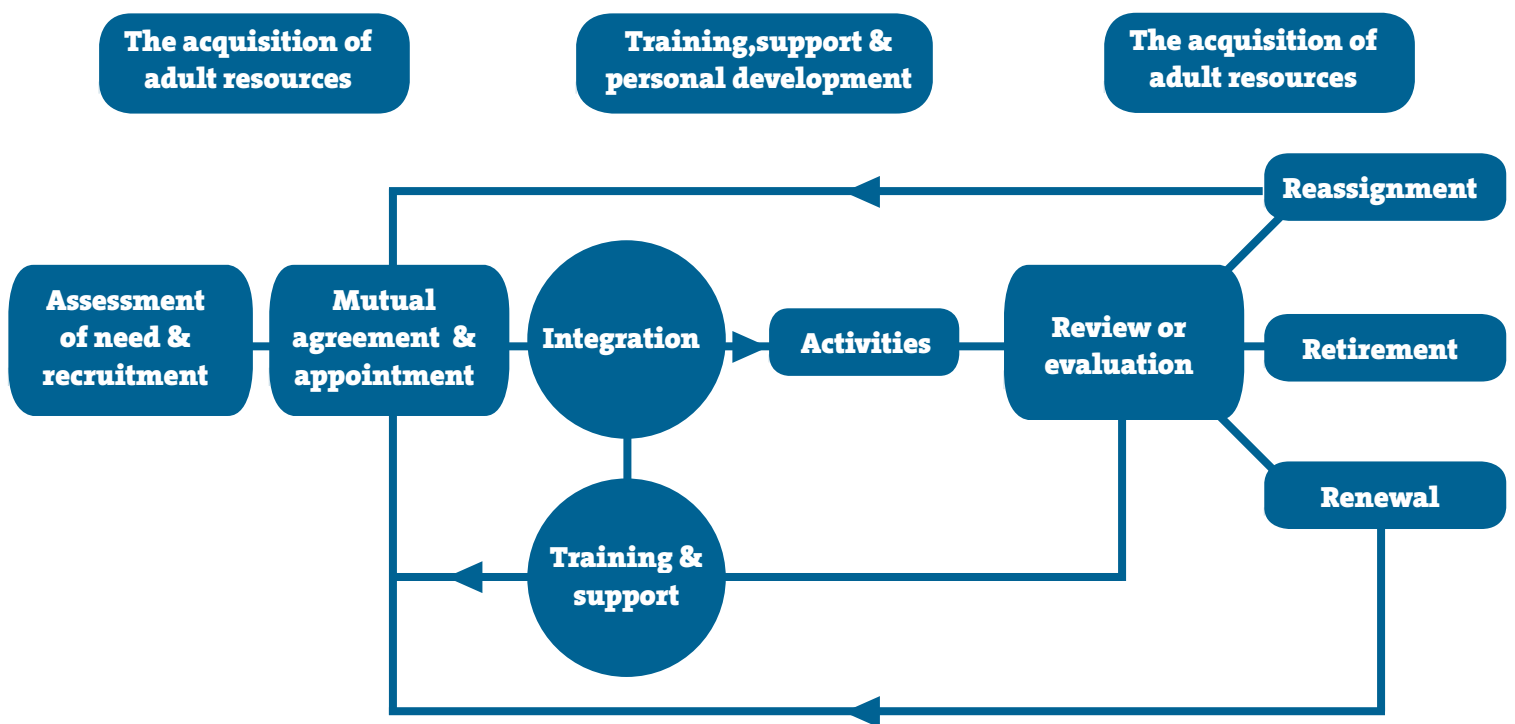 The acquisition of
adult resources
Training,support &
personal development
The acquisition of
adult resources
Reassignment
Assessment
of need &
recruitment
Mutual
agreement &
appointment
Integration
Activities
Review or
evaluation
Retirement
Renewal
Training &
support